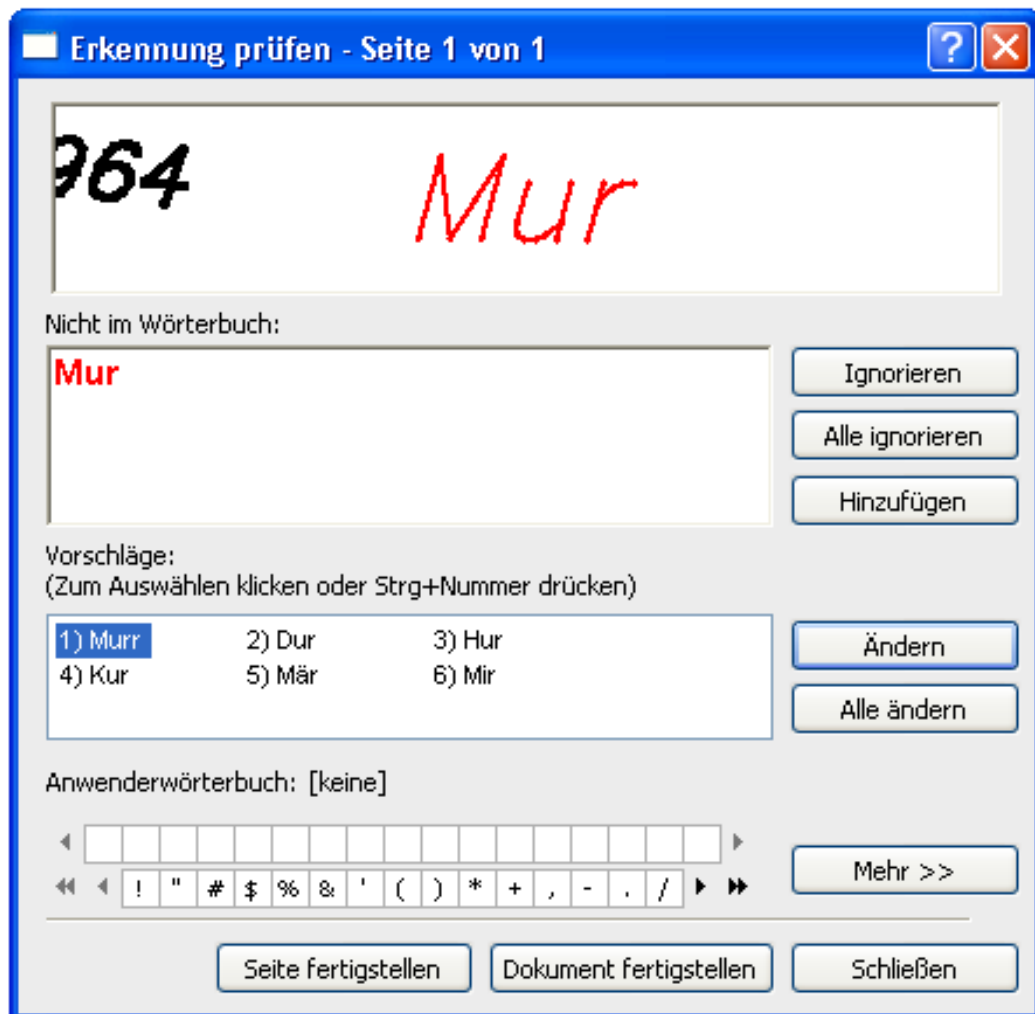 Erkennung prüfen - Seite 1 von 1
964 Mur
Nicht im Wörterbuch:
Mur
Ignorieren
Alle ignorieren
Hinzufügen
Vorschläge:
(Zum Auswählen klicken oder Strg+Nummer drücken)
1) Murr 2) Dur 3) Hur
4) Kur 5) Mär 6) Mir
Ändern
Alle ändern
Anwenderwörterbuch: [keine]
! " # $ % & ' ( ) * + , - . /
Mehr >>
Seite fertigstellen Dokument fertigstellen Schließen